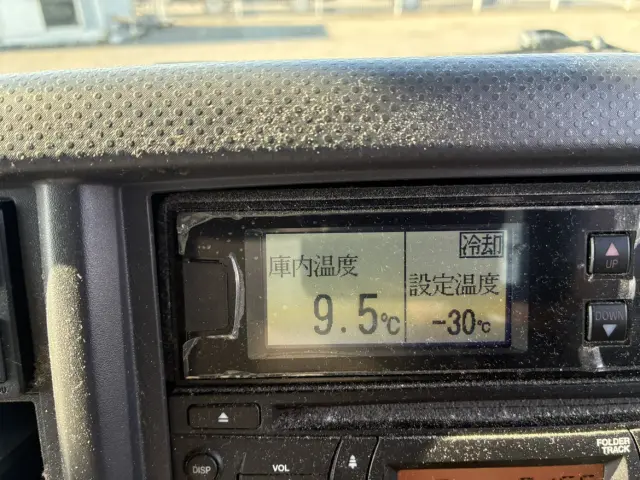 冷却
庫内温度
設定温度
9.5℃
-30℃
UP
DOWN
FOLDER
TRACK
DISP
VOL